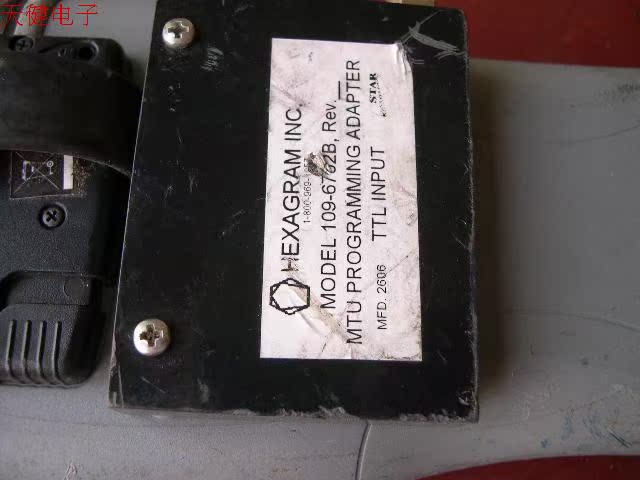 天健电子
HEXAGRAM INC.
MODEL 109-6762B, Rev.
MTU PROGRAMMING ADAPTER
MFD. 2606 TTL INPUT
STAR